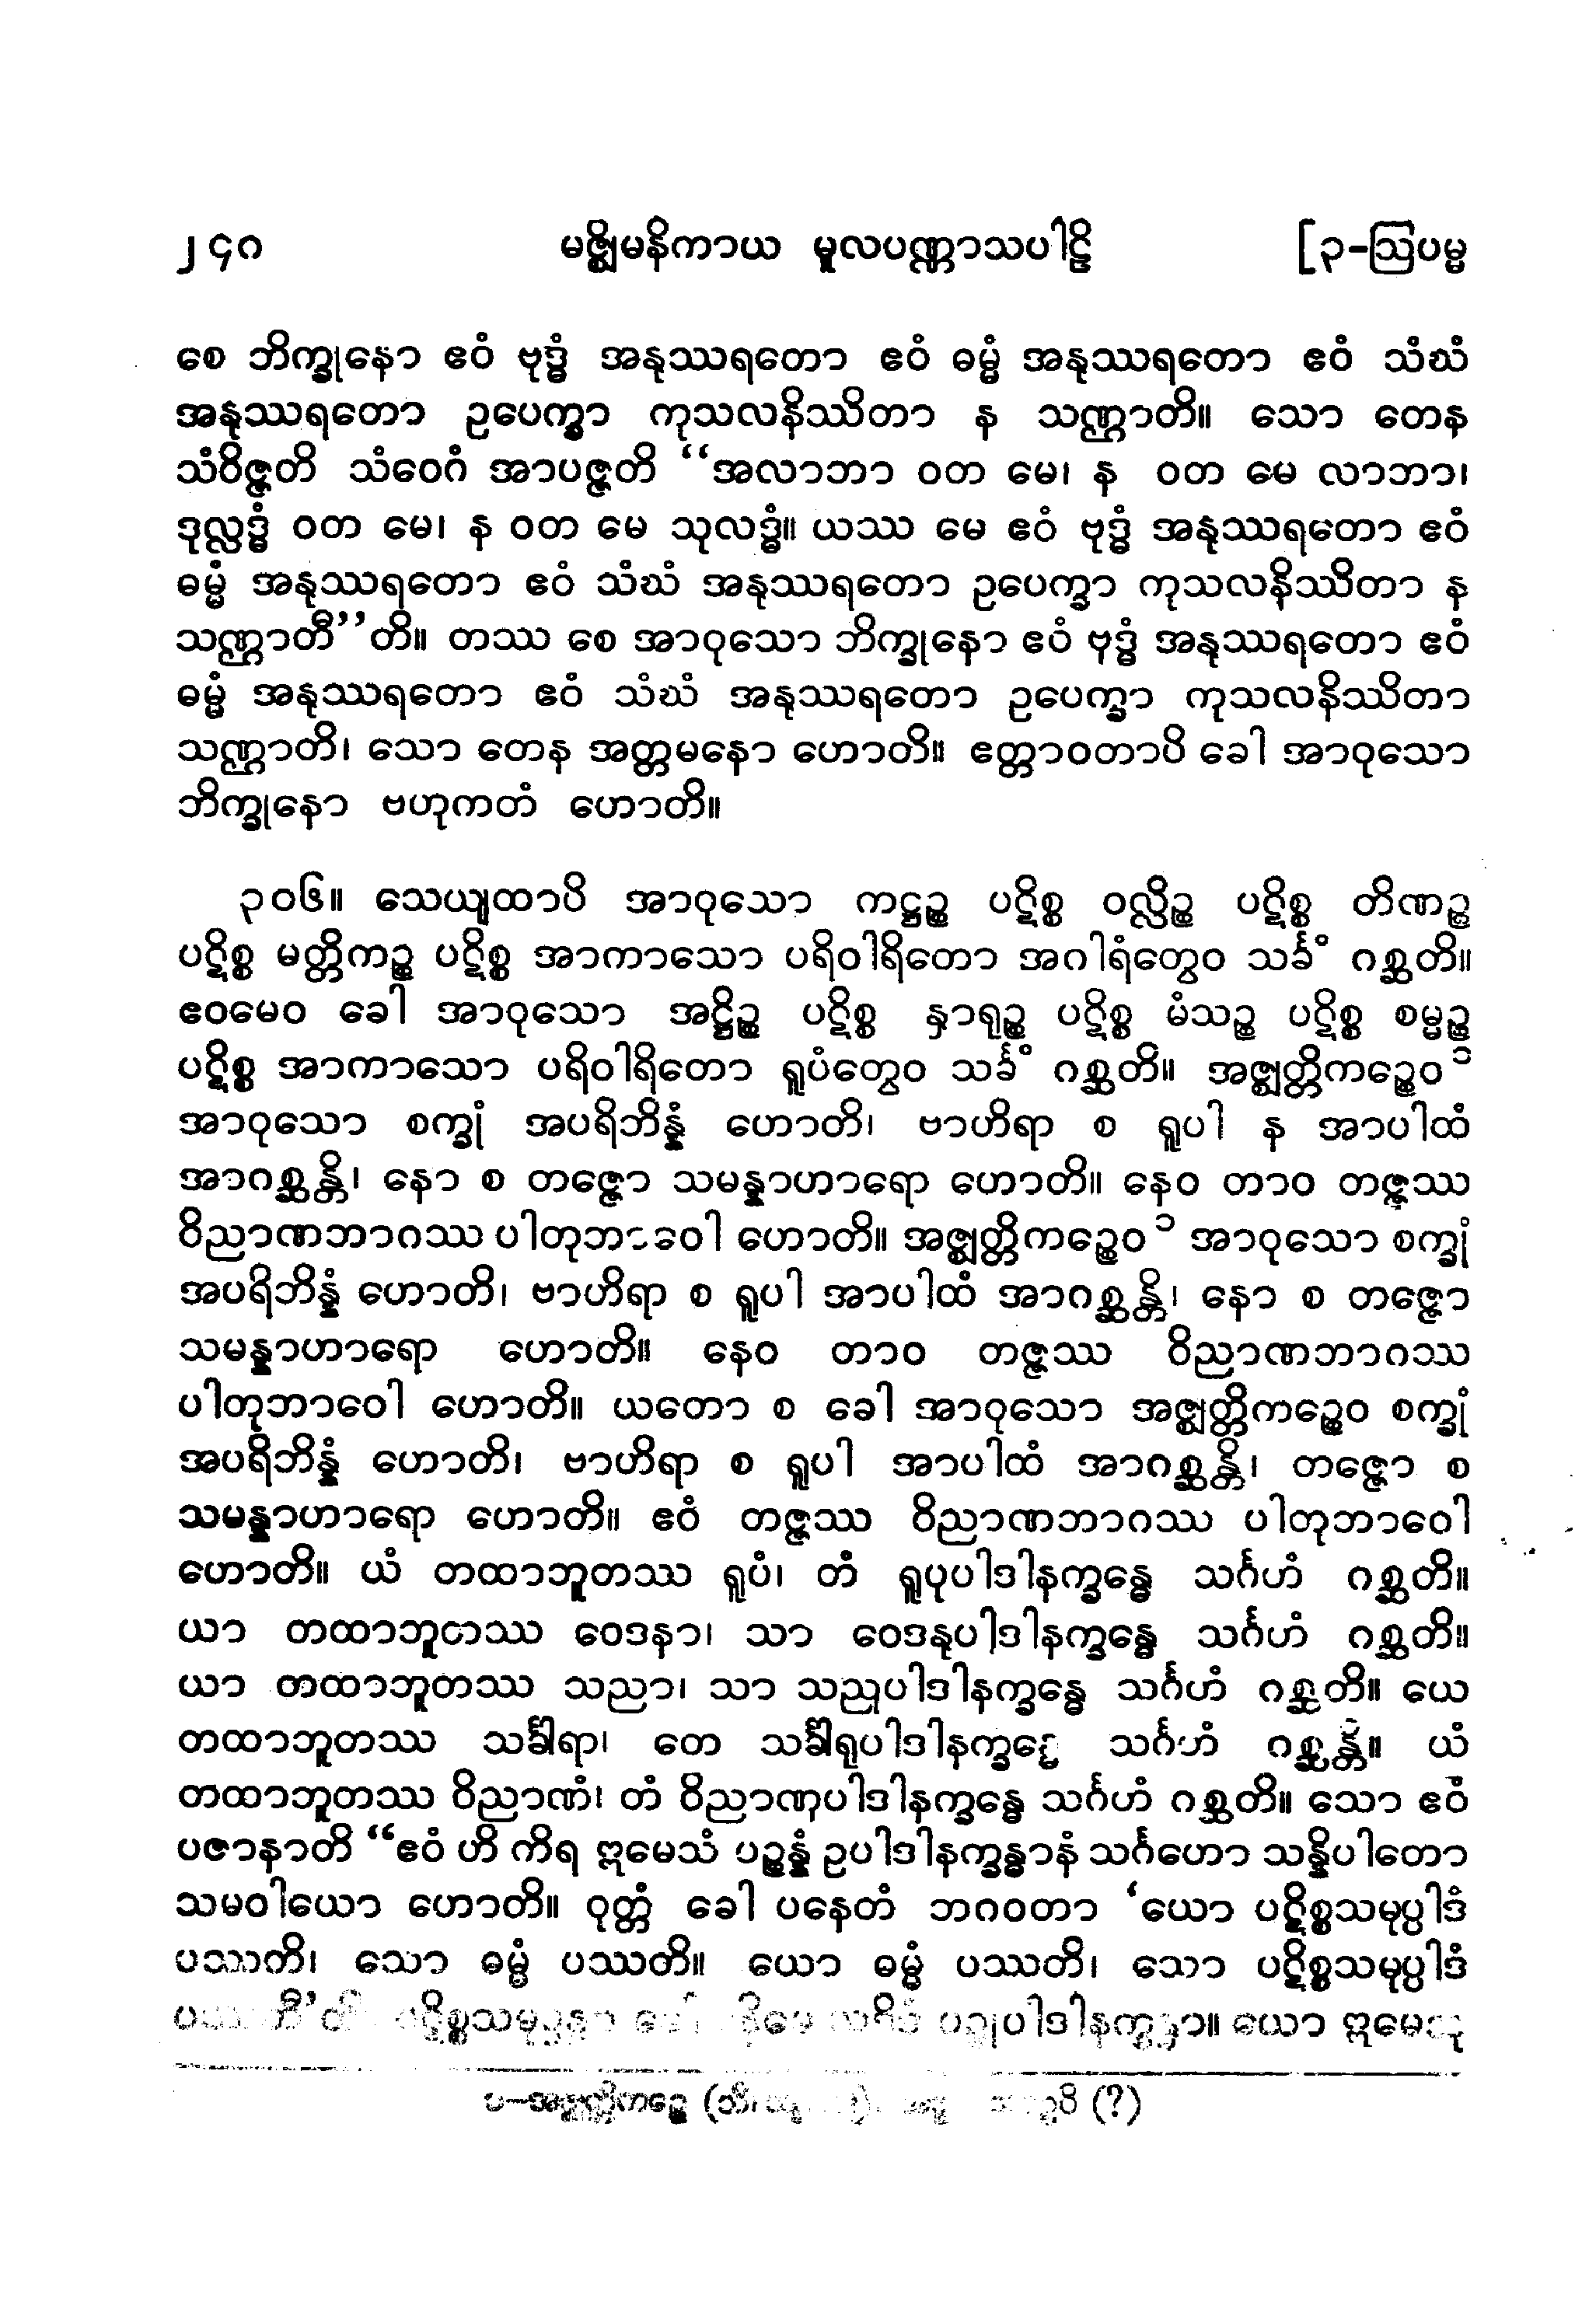 ၂၄၈ မဇ္ဈိမနိကာယ မူလပဏ္ဏာသပါဠိ [၃-ဩပမ္မ
စေ ဘိက္ခုနော ဧဝံ ဗုဒ္ဓံ အနုဿရတော ဧဝံ ဓမ္မံ အနုဿရတော ဧဝံ သံဃံ
အနုဿရတော ဥပေက္ခာ ကုသလနိဿိတာ န သဏ္ဌာတိ။ သော တေန
သံဝိဇ္ဇတိ သံဝေဂံ အာပဇ္ဇတိ “အလာဘာ ဝတ မေ၊ န ဝတ မေ လာဘာ၊
ဒုလ္လဒ္ဓံ ဝတ မေ၊ န ဝတ မေ သုလဒ္ဓံ။ ယဿ မေ ဧဝံ ဗုဒ္ဓံ အနုဿရတော ဧဝံ
ဓမ္မံ အနုဿရတော ဧဝံ သံဃံ အနုဿရတော ဥပေက္ခာ ကုသလနိဿိတာ န
သဏ္ဌာတီ”တိ။ တဿ စေ အာဝုသော ဘိက္ခုနော ဧဝံ ဗုဒ္ဓံ အနုဿရတော ဧဝံ
ဓမ္မံ အနုဿရတော ဧဝံ သံဃံ အနုဿရတော ဥပေက္ခာ ကုသလနိဿိတာ
သဏ္ဌာတိ၊ သော တေန အတ္တမနော ဟောတိ။ ဧတ္တာဝတာပိ ခေါ အာဝုသော
ဘိက္ခုနော ဗဟုကတံ ဟောတိ။
၃၀၆။ သေယျထာပိ အာဝုသော ကဋ္ဌဉ္စ ပဋိစ္စ ဝလ္လိဉ္စ ပဋိစ္စ တိဏဉ္စ
ပဋိစ္စ မတ္တိကဉ္စ ပဋိစ္စ အာကာသော ပရိဝါရိတော အဂါရံတွေဝ သင်္ခံ ဂစ္ဆတိ။
ဧဝမေဝ ခေါ အာဝုသော အဋ္ဌိဉ္စ ပဋိစ္စ နှာရုဉ္စ ပဋိစ္စ မံသဉ္စ ပဋိစ္စ စမ္မဉ္စ
ပဋိစ္စ အာကာသော ပရိဝါရိတော ရူပံတွေဝ သင်္ခံ ဂစ္ဆတိ။ အဇ္ဈတ္တိကဉ္စေဝ ၁
အာဝုသော စက္ခုံ အပရိဘိန္နံ ဟောတိ၊ ဗာဟိရာ စ ရူပါ န အာပါထံ
အာဂစ္ဆန္တိ၊ နော စ တဇ္ဇော သမန္နာဟာရော ဟောတိ။ နေဝ တာဝ တဇ္ဇဿ
ဝိညာဏဘာဂဿ ပါတုဘာဝေါ ဟောတိ။ အဇ္ဈတ္တိကဉ္စေဝ ၁ အာဝုသော စက္ခုံ
အပရိဘိန္နံ ဟောတိ၊ ဗာဟိရာ စ ရူပါ အာပါထံ အာဂစ္ဆန္တိ၊ နော စ တဇ္ဇော
သမန္နာဟာရော ဟောတိ။ နေဝ တာဝ တဇ္ဇဿ ဝိညာဏဘာဂဿ
ပါတုဘာဝေါ ဟောတိ။ ယတော စ ခေါ အာဝုသော အဇ္ဈတ္တိကဉ္စေဝ စက္ခုံ
အပရိဘိန္နံ ဟောတိ၊ ဗာဟိရာ စ ရူပါ အာပါထံ အာဂစ္ဆန္တိ၊ တဇ္ဇော စ
သမန္နာဟာရော ဟောတိ။ ဧဝံ တဇ္ဇဿ ဝိညာဏဘာဂဿ ပါတုဘာဝေါ
ဟောတိ။ ယံ တထာဘူတဿ ရူပံ၊ တံ ရူပုပါဒါနက္ခန္ဓေ သင်္ဂဟံ ဂစ္ဆတိ။
ယာ တထာဘူတဿ ဝေဒနာ၊ သာ ဝေဒနုပါဒါနက္ခန္ဓေ သင်္ဂဟံ ဂစ္ဆတိ။
ယာ တထာဘူတဿ သညာ၊ သာ သညုပါဒါနက္ခန္ဓေ သင်္ဂဟံ ဂစ္ဆတိ။ ယေ
တထာဘူတဿ သင်္ခါရာ၊ တေ သင်္ခါရုပါဒါနက္ခန္ဓေ သင်္ဂဟံ ဂစ္ဆန္တိ။ ယံ
တထာဘူတဿ ဝိညာဏံ၊ တံ ဝိညာဏုပါဒါနက္ခန္ဓေ သင်္ဂဟံ ဂစ္ဆတိ။ သော ဧဝံ
ပဇာနာတိ “ဧဝံ ဟိ ကိရ ဣမေသံ ပဉ္စန္နံ ဥပါဒါနက္ခန္ဓာနံ သင်္ဂဟော သန္နိပါတော
သမဝါယော ဟောတိ။ ဝုတ္တံ ခေါ ပနေတံ ဘဂဝတာ ‘ယော ပဋိစ္စသမုပ္ပါဒံ
ပဿတိ၊ သော ဓမ္မံ ပဿတိ။ ယော ဓမ္မံ ပဿတိ၊ သော ပဋိစ္စသမုပ္ပါဒံ
ပဿတီ’တိ။ ပဋိစ္စသမုပ္ပန္နာ ခေါ ပနိမေ ယဒိဒံ ပဉ္စုပါဒါနက္ခန္ဓာ။ ယော ဣမေသု
၁–အဇ္ဈတ္တိကဉ္စေ (?)